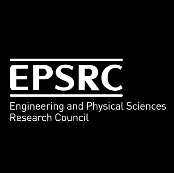 EPSRC
Engineering and Physical Sciences
Research Council